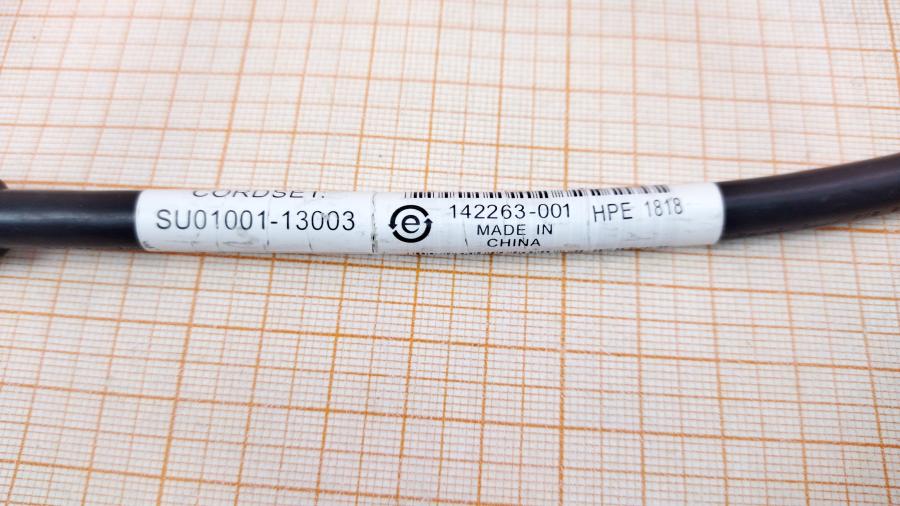 CORDSET:
SU01001-13003
e
142263-001
MADE IN
CHINA
HPE 1818